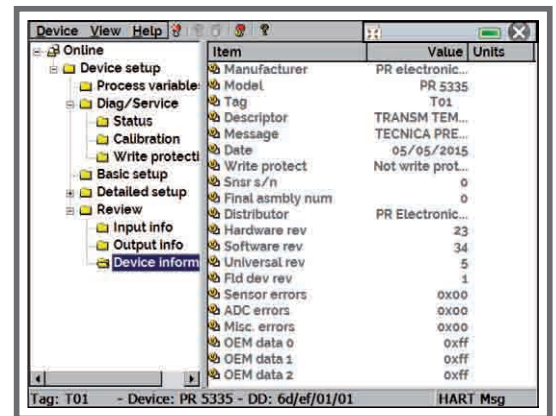 Device View Help
Online
Device setup
Process variable
Diag/Service
Status
Calibration
Write protecti
Basic setup
Detailed setup
Review
Input info
Output info
Device inform
Item Value Units
Manufacturer PR electronic...
Model PR 5335
Tag T01
Descriptor TRANSM TEM...
Message TECNICA PRE...
Date 05/05/2015
Write protect Not write prot...
Snsr s/n 0
Final asmbly num 0
Distributor PR Electronic...
Hardware rev 23
Software rev 34
Universal rev 5
Fld dev rev 1
Sensor errors 0x00
ADC errors 0x00
Misc. errors 0x00
OEM data 0 0xff
OEM data 1 0xff
OEM data 2 0xff
Tag: T01 - Device: PR 5335 - DD: 6d/ef/01/01 HART Msg